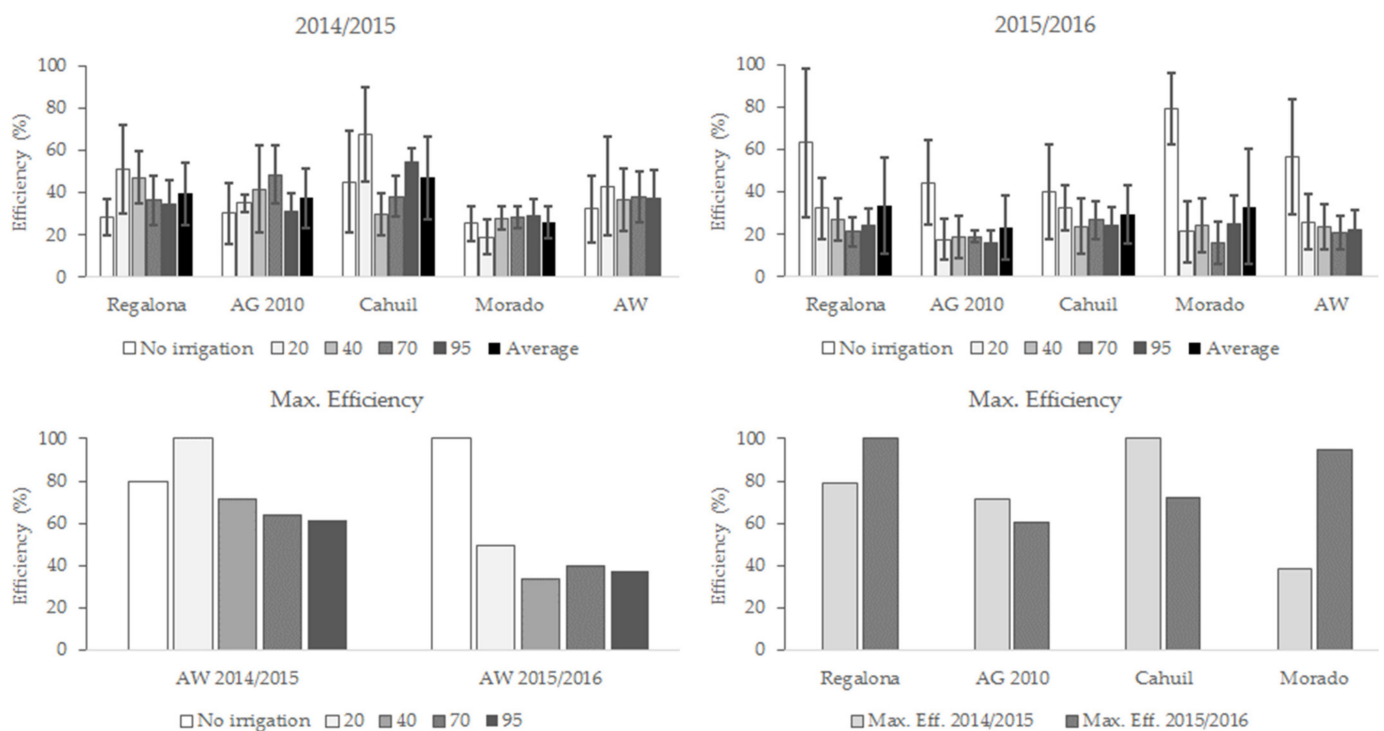 2014/2015
Efficiency (%)
100
80
60
40
20
0
Regalona AG 2010 Cahuil Morado AW
No irrigation 20 40 70 95 Average
2015/2016
Efficiency (%)
100
80
60
40
20
0
Regalona AG 2010 Cahuil Morado AW
No irrigation 20 40 70 95 Average
Max. Efficiency
Efficiency (%)
100
80
60
40
20
0
AW 2014/2015 AW 2015/2016
No irrigation 20 40 70 95
Max. Efficiency
Efficiency (%)
100
80
60
40
20
0
Regalona AG 2010 Cahuil Morado
Max. Eff. 2014/2015 Max. Eff. 2015/2016